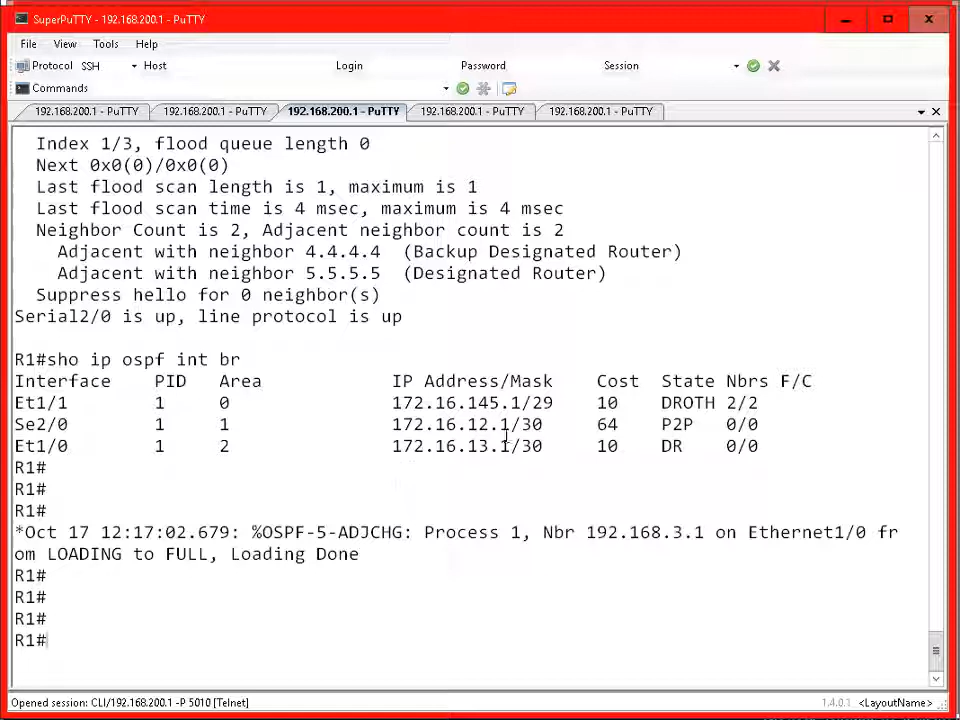 SuperPuTTY - 192.168.200.1 - PuTTY
File View Tools Help
Protocol SSH Host Login Password Session
Commands
192.168.200.1 - PuTTY 192.168.200.1 - PuTTY 192.168.200.1 - PuTTY 192.168.200.1 - PuTTY 192.168.200.1 - PuTTY
Index 1/3, flood queue length 0
Next 0x0(0)/0x0(0)
Last flood scan length is 1, maximum is 1
Last flood scan time is 4 msec, maximum is 4 msec
Neighbor Count is 2, Adjacent neighbor count is 2
Adjacent with neighbor 4.4.4.4 (Backup Designated Router)
Adjacent with neighbor 5.5.5.5 (Designated Router)
Suppress hello for 0 neighbor(s)
Serial2/0 is up, line protocol is up
R1#sho ip ospf int br
Interface PID Area IP Address/Mask Cost State Nbrs F/C
Et1/1 1 0 172.16.145.1/29 10 DROTH 2/2
Se2/0 1 1 172.16.12.1/30 64 P2P 0/0
Et1/0 1 2 172.16.13.1/30 10 DR 0/0
R1#
R1#
R1#
*Oct 17 12:17:02.679: %OSPF-5-ADJCHG: Process 1, Nbr 192.168.3.1 on Ethernet1/0 fr
om LOADING to FULL, Loading Done
R1#
R1#
R1#
R1#
Opened session: CLI/192.168.200.1 -P 5010 [Telnet] 1.4.0.1 <LayoutName>